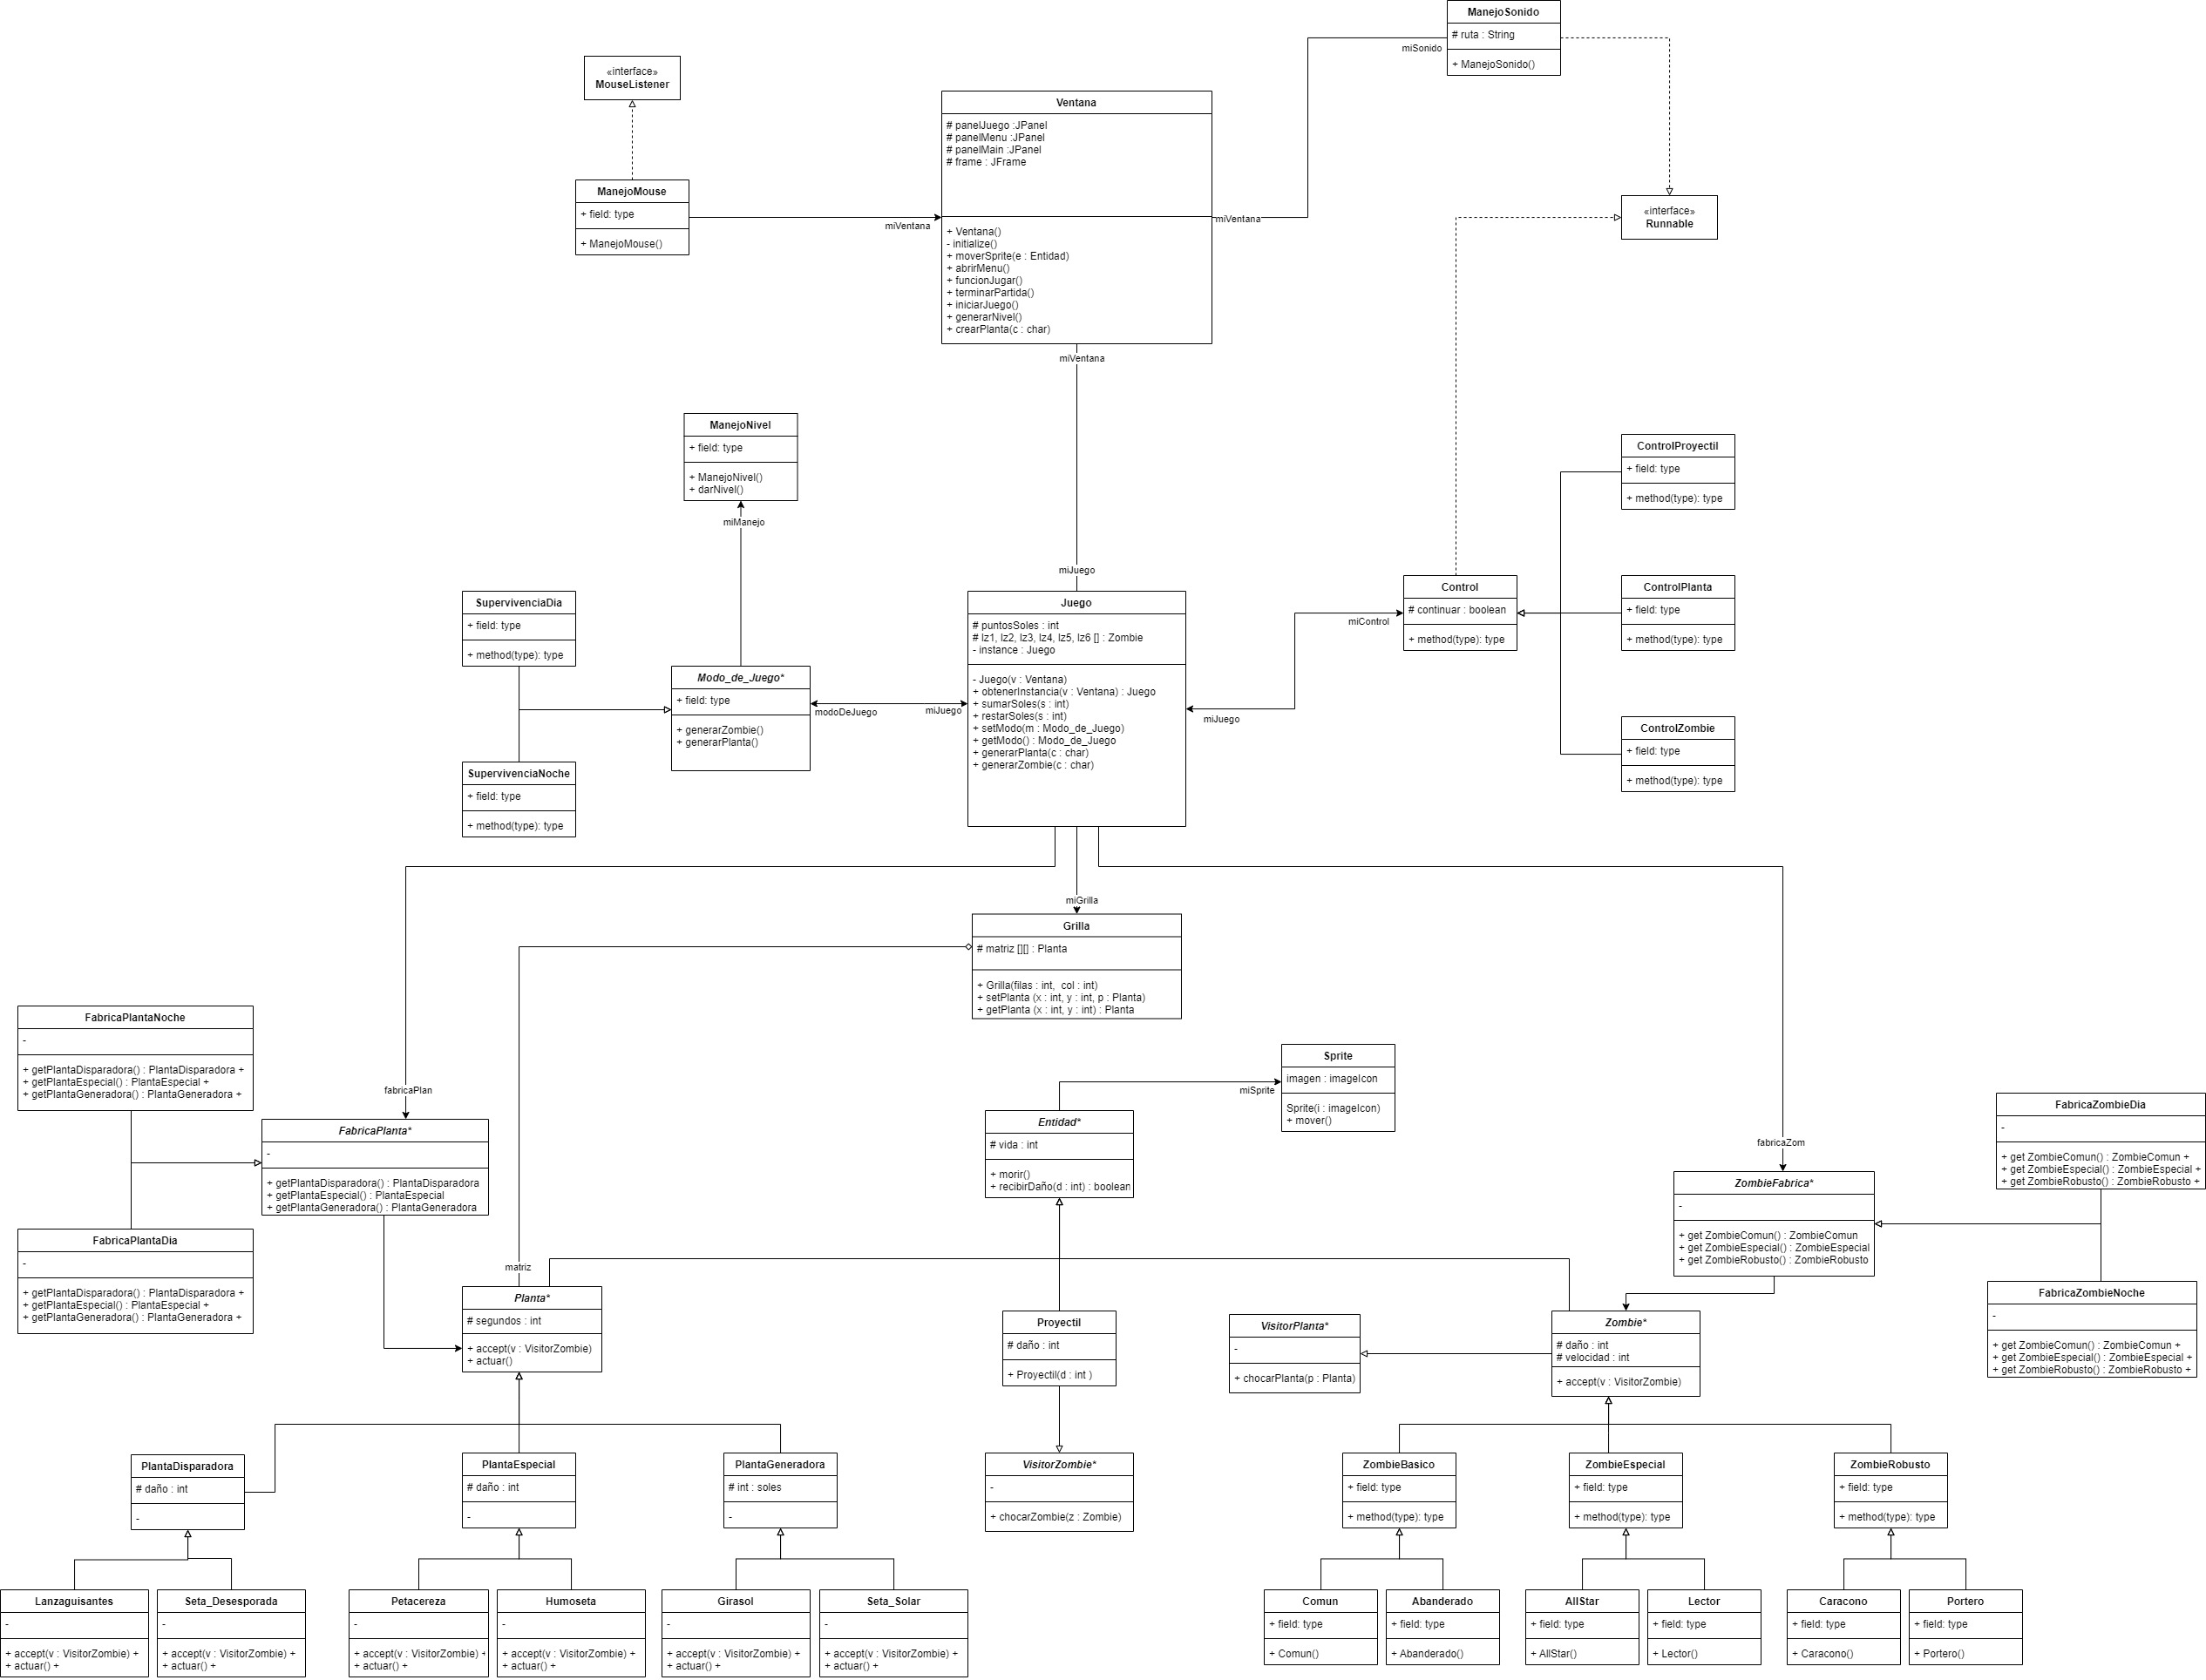 ManejoSonido
# ruta : String
+ ManejoSonido()
miSonido
«interface»
MouseListener
Ventana
# panelJuego :JPanel
# panelMenu :JPanel
# panelMain :JPanel
# frame : JFrame
+ Ventana()
- initialize()
+ moverSprite(e : Entidad)
+ abrirMenu()
+ funcionJugar()
+ terminarPartida()
+ iniciarJuego()
+ generarNivel()
+ crearPlanta(c : char)
ManejoMouse
+ field: type
+ ManejoMouse()
miVentana
miVentana
«interface»
Runnable
miVentana
ManejoNivel
+ field: type
+ ManejoNivel()
+ darNivel()
miManejo
miJuego
ControlProyectil
+ field: type
+ method(type): type
Control
# continuar : boolean
+ method(type): type
miControl
ControlPlanta
+ field: type
+ method(type): type
ControlZombie
+ field: type
+ method(type): type
SupervivenciaDia
+ field: type
+ method(type): type
Modo_de_Juego*
+ field: type
+ generarZombie()
+ generarPlanta()
modoDeJuego
miJuego
Juego
# puntosSoles : int
# lz1, lz2, lz3, lz4, lz5, lz6 [] : Zombie
- instance : Juego
- Juego(v : Ventana)
+ obtenerInstancia(v : Ventana) : Juego
+ sumarSoles(s : int)
+ restarSoles(s : int)
+ setModo(m : Modo_de_Juego)
+ getModo() : Modo_de_Juego
+ generarPlanta(c : char)
+ generarZombie(c : char)
miJuego
SupervivenciaNoche
+ field: type
+ method(type): type
miGrilla
Grilla
# matriz [][] : Planta
+ Grilla(filas : int,  col : int)
+ setPlanta (x : int, y : int, p : Planta)
+ getPlanta (x : int, y : int) : Planta
FabricaPlantaNoche
-
+ getPlantaDisparadora() : PlantaDisparadora +
+ getPlantaEspecial() : PlantaEspecial +
+ getPlantaGeneradora() : PlantaGeneradora +
fabricaPlan
FabricaPlanta*
-
+ getPlantaDisparadora() : PlantaDisparadora
+ getPlantaEspecial() : PlantaEspecial
+ getPlantaGeneradora() : PlantaGeneradora
FabricaPlantaDia
-
+ getPlantaDisparadora() : PlantaDisparadora +
+ getPlantaEspecial() : PlantaEspecial +
+ getPlantaGeneradora() : PlantaGeneradora +
Sprite
imagen : imageIcon
Sprite(i : imageIcon)
+ mover()
miSprite
Entidad*
# vida : int
+ morir()
+ recibirDaño(d : int) : boolean
fabricaZom
ZombieFabrica*
-
+ get ZombieComun() : ZombieComun
+ get ZombieEspecial() : ZombieEspecial
+ get ZombieRobusto() : ZombieRobusto
FabricaZombieDia
-
+ get ZombieComun() : ZombieComun +
+ get ZombieEspecial() : ZombieEspecial +
+ get ZombieRobusto() : ZombieRobusto +
FabricaZombieNoche
-
+ get ZombieComun() : ZombieComun +
+ get ZombieEspecial() : ZombieEspecial +
+ get ZombieRobusto() : ZombieRobusto +
matriz
Planta*
# segundos : int
+ accept(v : VisitorZombie)
+ actuar()
Proyectil
# daño : int
+ Proyectil(d : int )
VisitorPlanta*
-
+ chocarPlanta(p : Planta)
Zombie*
# daño : int
# velocidad : int
+ accept(v : VisitorZombie)
PlantaDisparadora
# daño : int
-
PlantaEspecial
# daño : int
-
PlantaGeneradora
# int : soles
-
VisitorZombie*
-
+ chocarZombie(z : Zombie)
ZombieBasico
+ field: type
+ method(type): type
ZombieEspecial
+ field: type
+ method(type): type
ZombieRobusto
+ field: type
+ method(type): type
Lanzaguisantes
-
+ accept(v : VisitorZombie) +
+ actuar() +
Seta_Desesporada
-
+ accept(v : VisitorZombie) +
+ actuar() +
Petacereza
-
+ accept(v : VisitorZombie) +
+ actuar() +
Humoseta
-
+ accept(v : VisitorZombie) +
+ actuar() +
Girasol
-
+ accept(v : VisitorZombie) +
+ actuar() +
Seta_Solar
-
+ accept(v : VisitorZombie) +
+ actuar() +
Comun
+ field: type
+ Comun()
Abanderado
+ field: type
+ Abanderado()
AllStar
+ field: type
+ AllStar()
Lector
+ field: type
+ Lector()
Caracono
+ field: type
+ Caracono()
Portero
+ field: type
+ Portero()